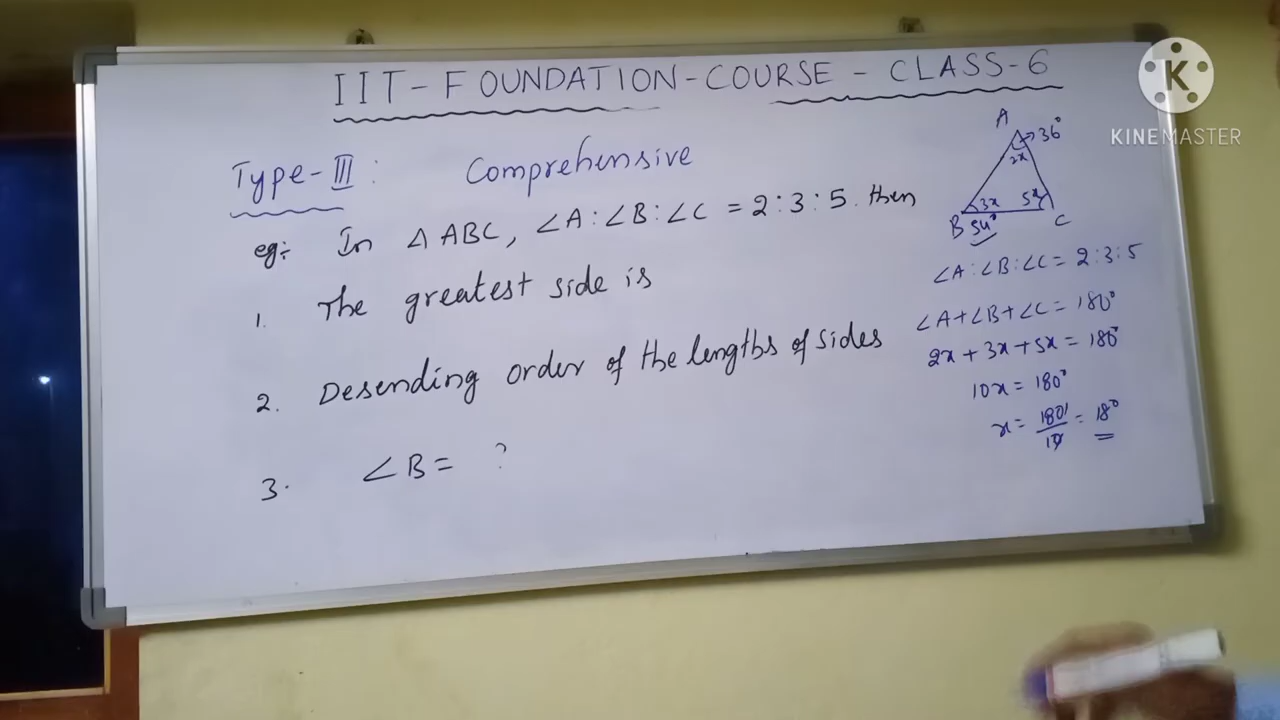 IIT-FOUNDATION-COURSE-CLASS-6
K
KINEMASTER
Type-III: Comprehensive
eg:- In △ABC, ∠A:∠B:∠C = 2:3:5. then
1. The greatest side is
2. Desending order of the lengths of sides
3. ∠B= ?
A
36°
2x
3x 5x
B 54° C
∠A:∠B:∠C = 2:3:5
∠A+∠B+∠C = 180°
2x+3x+5x = 180°
10x = 180°
x = 180/10 = 18°